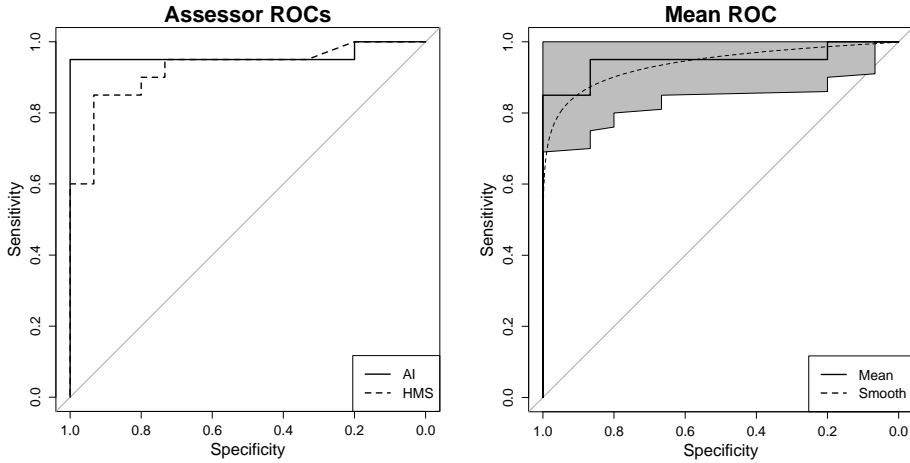 Assessor ROCs
Sensitivity
1.0
0.8
0.6
0.4
0.2
0.0
1.0 0.8 0.6 0.4 0.2 0.0
Specificity
AI
HMS
Mean ROC
Sensitivity
1.0
0.8
0.6
0.4
0.2
0.0
1.0 0.8 0.6 0.4 0.2 0.0
Specificity
Mean
Smooth